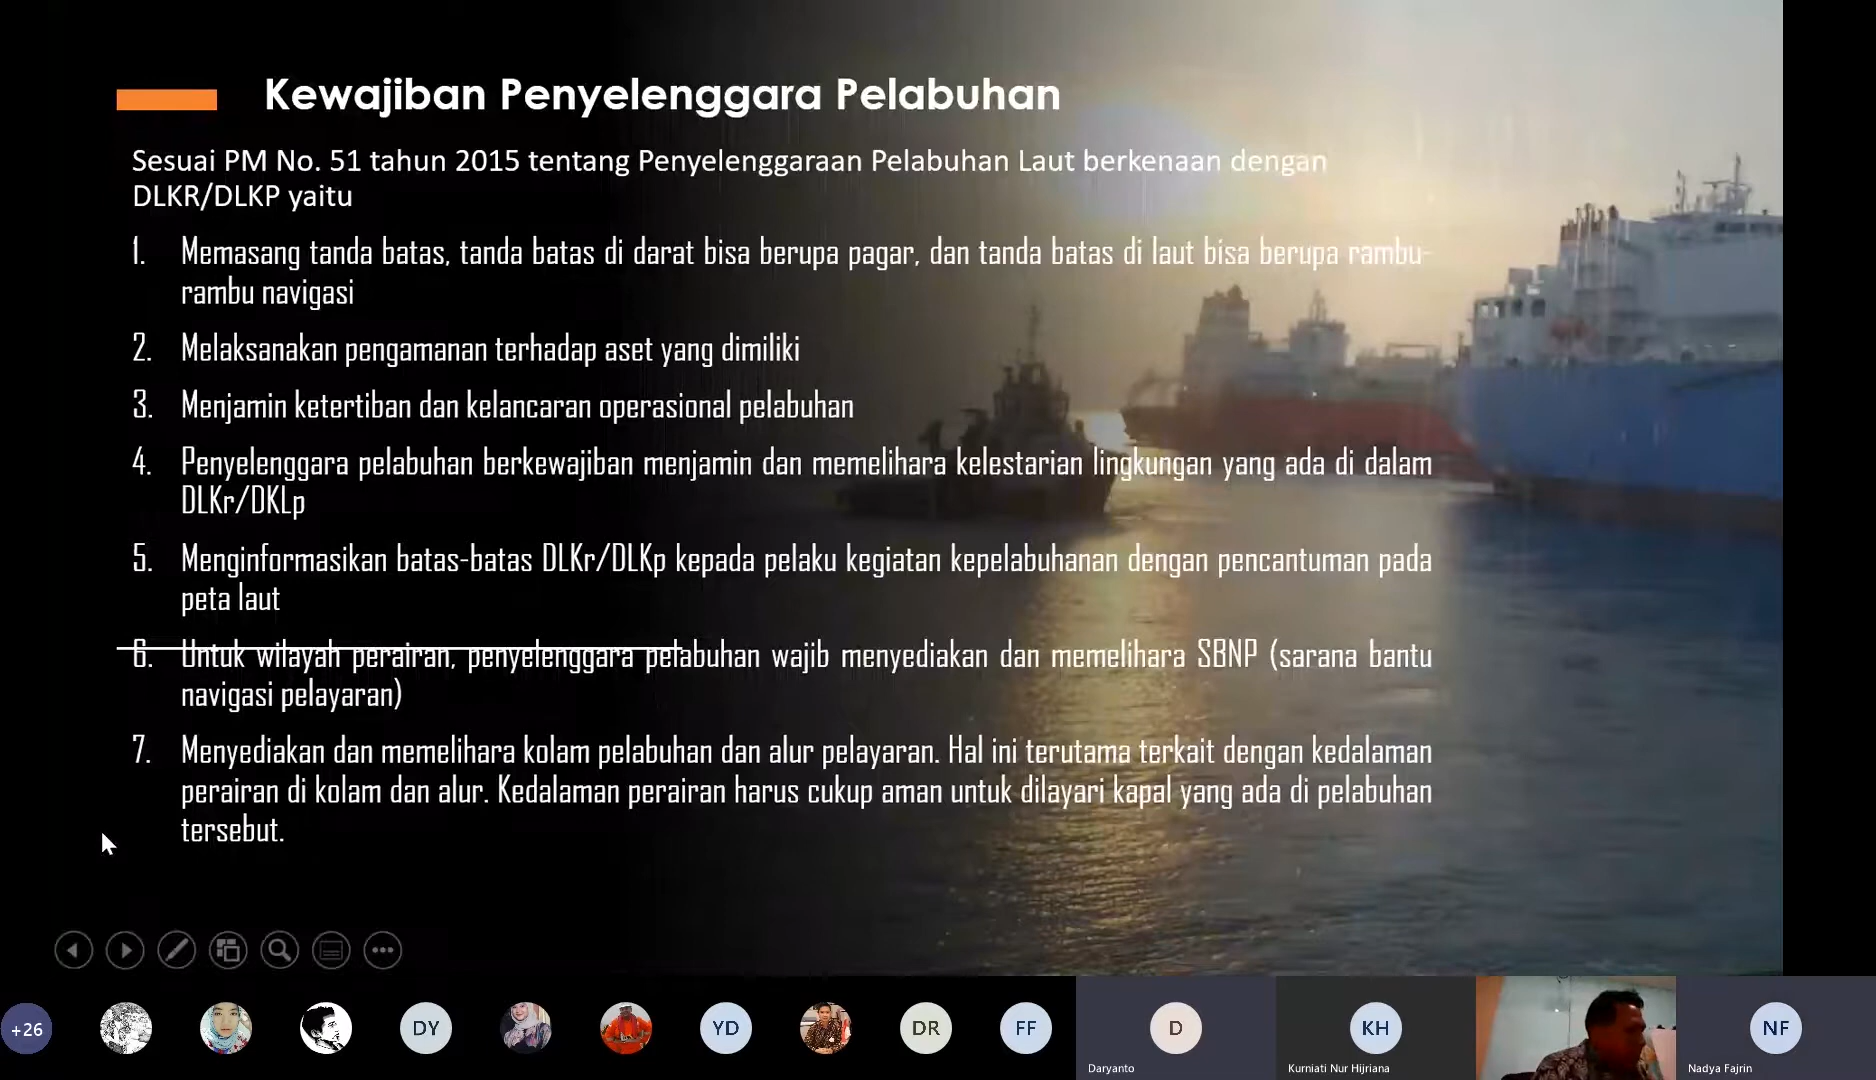 Kewajiban Penyelenggara Pelabuhan
Sesuai PM No. 51 tahun 2015 tentang Penyelenggaraan Pelabuhan Laut berkenaan dengan
DLKR/DLKP yaitu
1. Memasang tanda batas, tanda batas di darat bisa berupa pagar, dan tanda batas di laut bisa berupa rambu-
rambu navigasi
2. Melaksanakan pengamanan terhadap aset yang dimiliki
3. Menjamin ketertiban dan kelancaran operasional pelabuhan
4. Penyelenggara pelabuhan berkewajiban menjamin dan memelihara kelestarian lingkungan yang ada di dalam
DLKr/DKLp
5. Menginformasikan batas-batas DLKr/DLKp kepada pelaku kegiatan kepelabuhanan dengan pencantuman pada
peta laut
6. Untuk wilayah perairan, penyelenggara pelabuhan wajib menyediakan dan memelihara SBNP (sarana bantu
navigasi pelayaran)
7. Menyediakan dan memelihara kolam pelabuhan dan alur pelayaran. Hal ini terutama terkait dengan kedalaman
perairan di kolam dan alur. Kedalaman perairan harus cukup aman untuk dilayari kapal yang ada di pelabuhan
tersebut.
+26
DY
YD
DR
FF
D
Daryanto
KH
Kurniati Nur Hijriana
NF
Nadya Fajrin